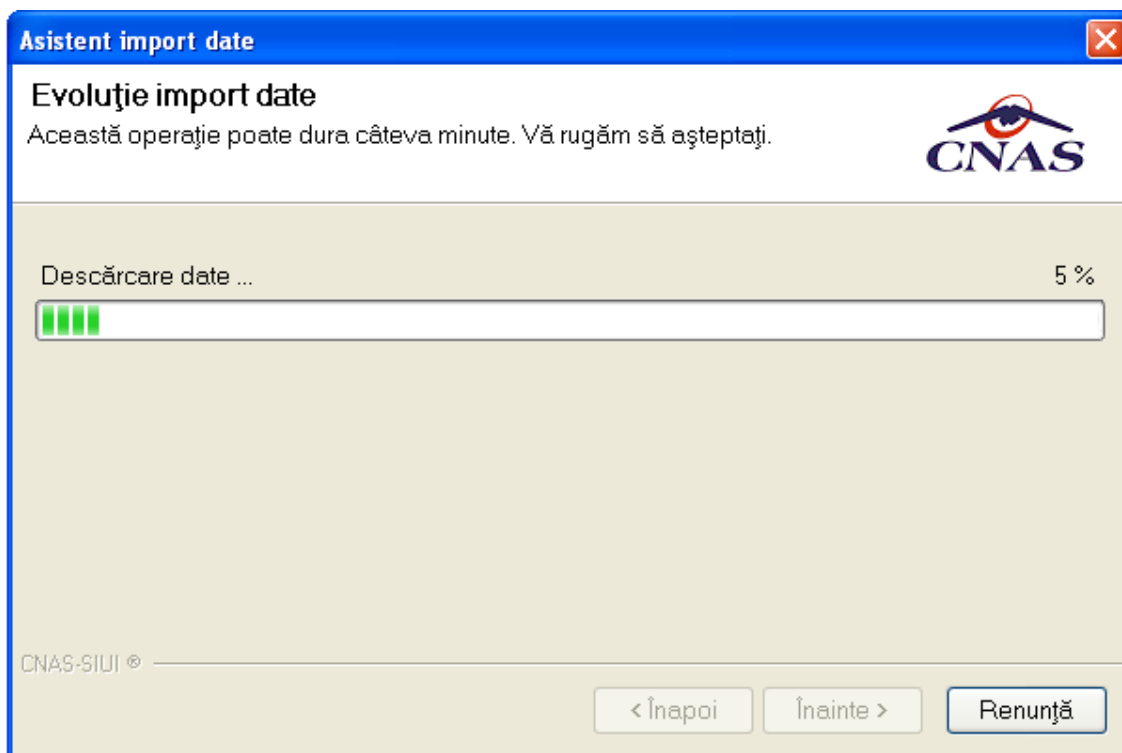 Asistent import date
Evoluţie import date
Această operaţie poate dura câteva minute. Vă rugăm să aşteptaţi.
CNAS
Descărcare date ... 5 %
CNAS-SIUI ®
< Înapoi Înainte > Renunţă